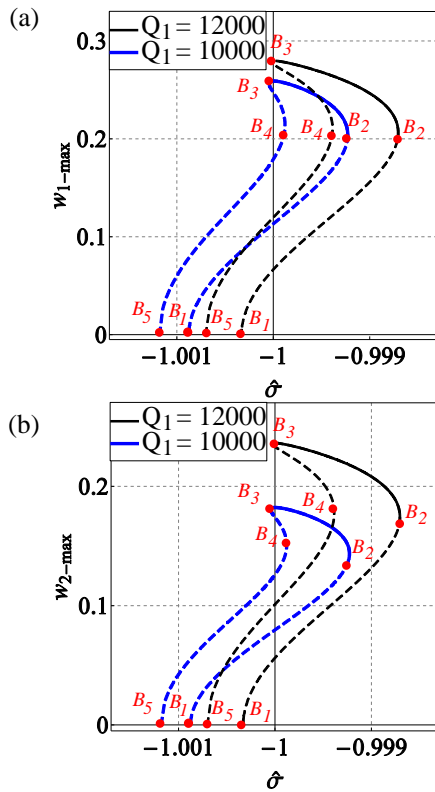 (a)
Q₁ = 12000
Q₁ = 10000
w₁₋max
0.3
0.2
0.1
0
B₃
B₃
B₄
B₄
B₂
B₂
B₅
B₁
B₅
B₁
−1.001
−1
−0.999
σ̂
(b)
Q₁ = 12000
Q₁ = 10000
w₂₋max
0.2
0.1
0
B₃
B₃
B₄
B₄
B₂
B₂
B₅
B₁
B₅
B₁
−1.001
−1
−0.999
σ̂